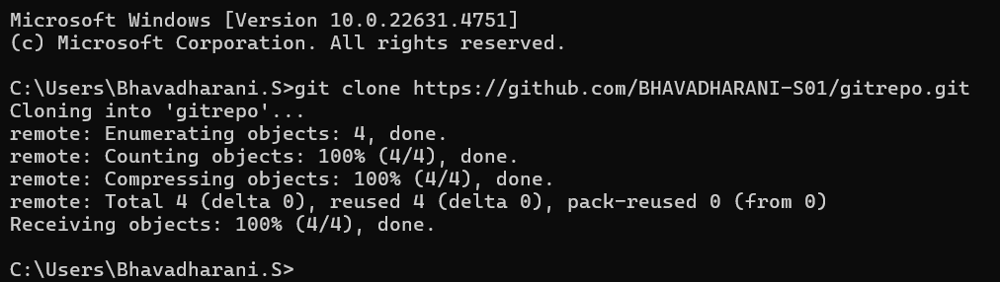 Microsoft Windows [Version 10.0.22631.4751]
(c) Microsoft Corporation. All rights reserved.
C:\Users\Bhavadharani.S>git clone https://github.com/BHAVADHARANI-S01/gitrepo.git
Cloning into 'gitrepo'...
remote: Enumerating objects: 4, done.
remote: Counting objects: 100% (4/4), done.
remote: Compressing objects: 100% (4/4), done.
remote: Total 4 (delta 0), reused 4 (delta 0), pack-reused 0 (from 0)
Receiving objects: 100% (4/4), done.
C:\Users\Bhavadharani.S>